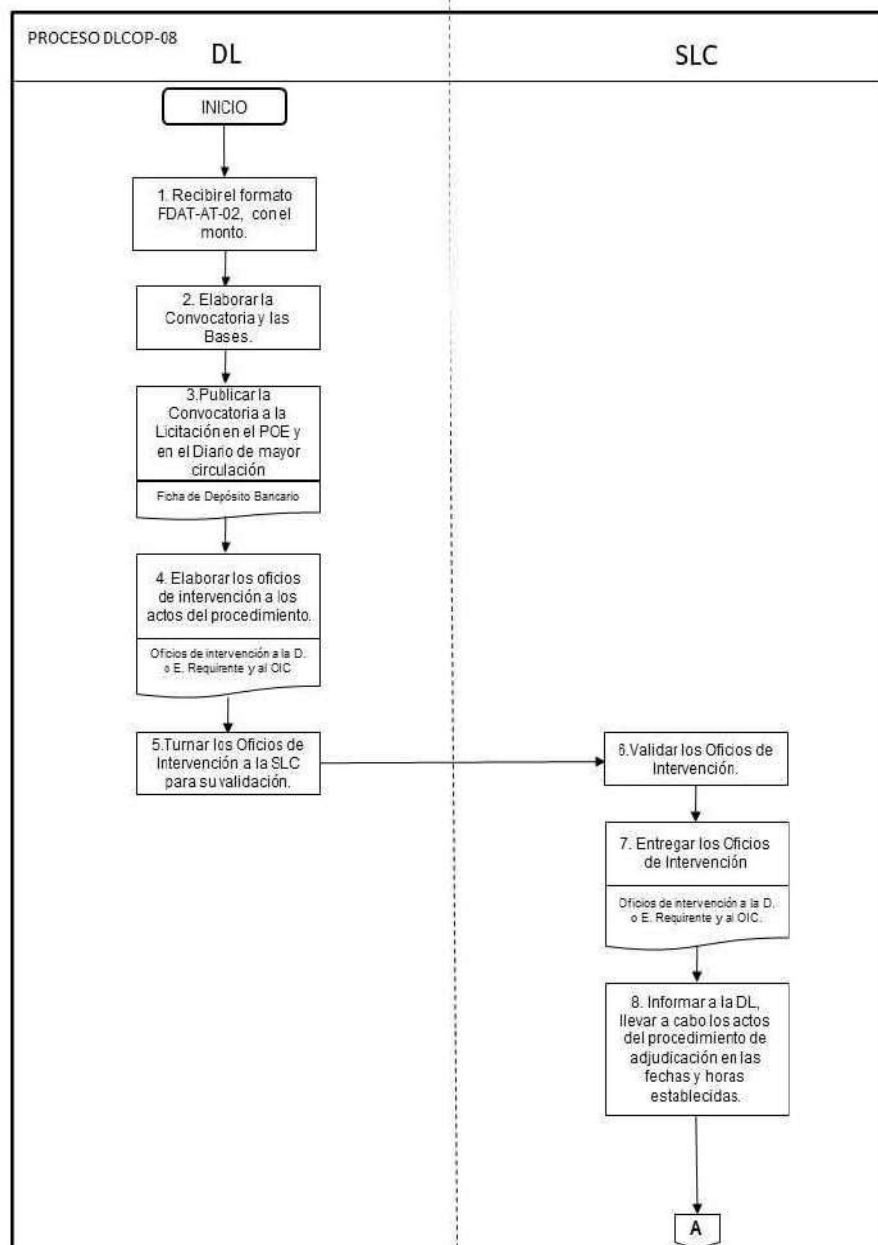 PROCESO DLCOP-08
DL
SLC
INICIO
1. Recibir el formato
FDAT-AT-02, con el
monto.
2. Elaborar la
Convocatoria y las
Bases.
3.Publicar la
Convocatoria a la
Licitación en el POE y
en el Diario de mayor
circulación
Ficha de Depósito Bancario
4. Elaborar los oficios
de intervención a los
actos del procedimiento.
Oficios de intervención a la D.
o E. Requirente y al OIC
5.Turnar los Oficios de
Intervención a la SLC
para su validación.
6.Validar los Oficios de
Intervención.
7. Entregar los Oficios
de Intervención
Oficios de intervención a la D.
o E. Requirente y al OIC.
8. Informar a la DL,
llevar a cabo los actos
del procedimiento de
adjudicación en las
fechas y horas
establecidas.
A